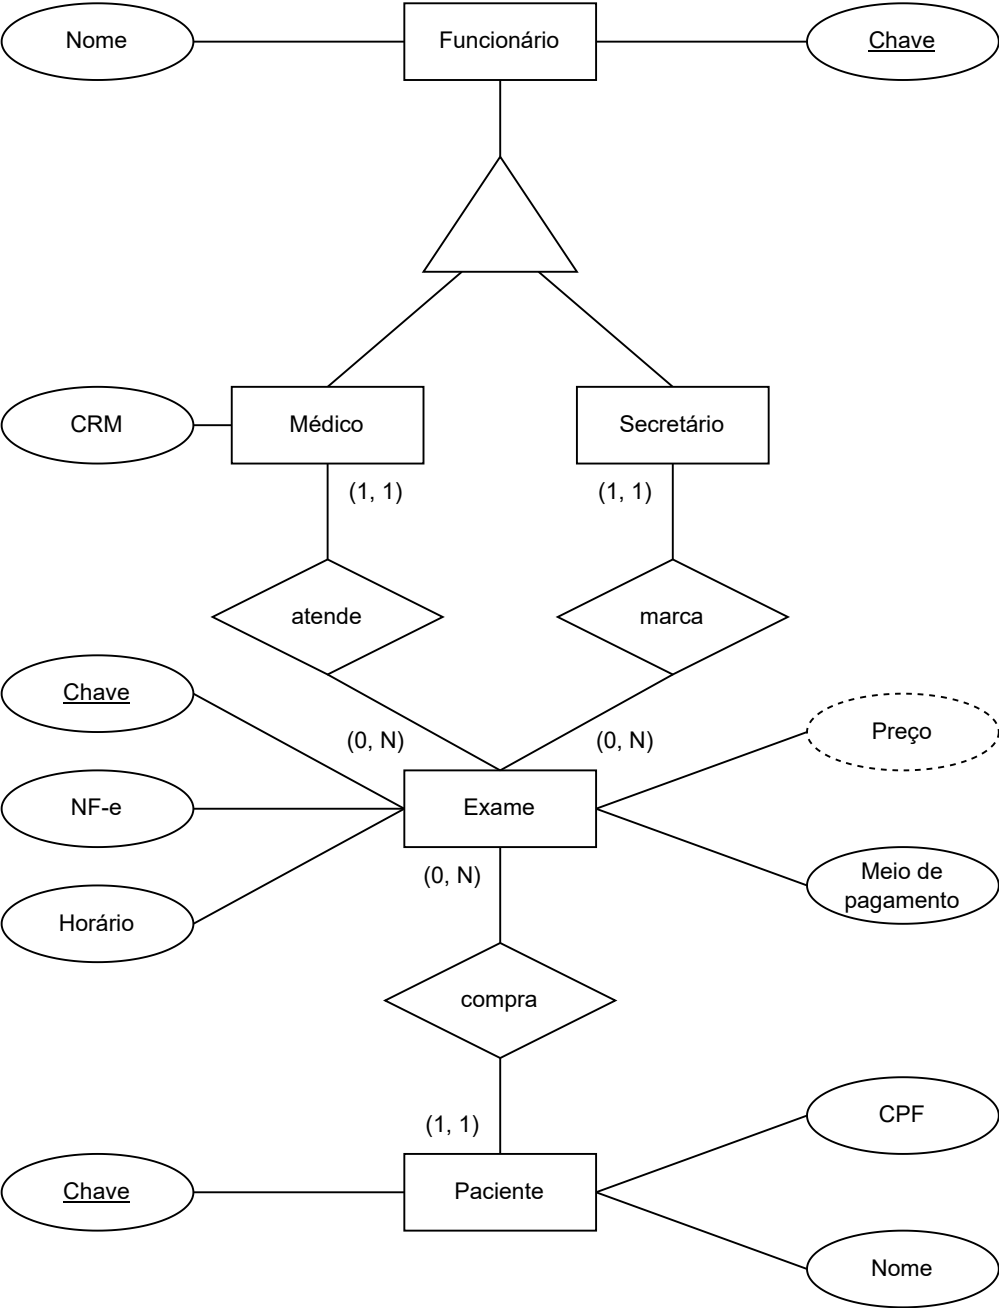 Nome
Funcionário
Chave
CRM
Médico
Secretário
(1, 1)
(1, 1)
atende
marca
Chave
Preço
(0, N)
(0, N)
NF-e
Exame
Meio de
pagamento
(0, N)
Horário
compra
CPF
(1, 1)
Chave
Paciente
Nome